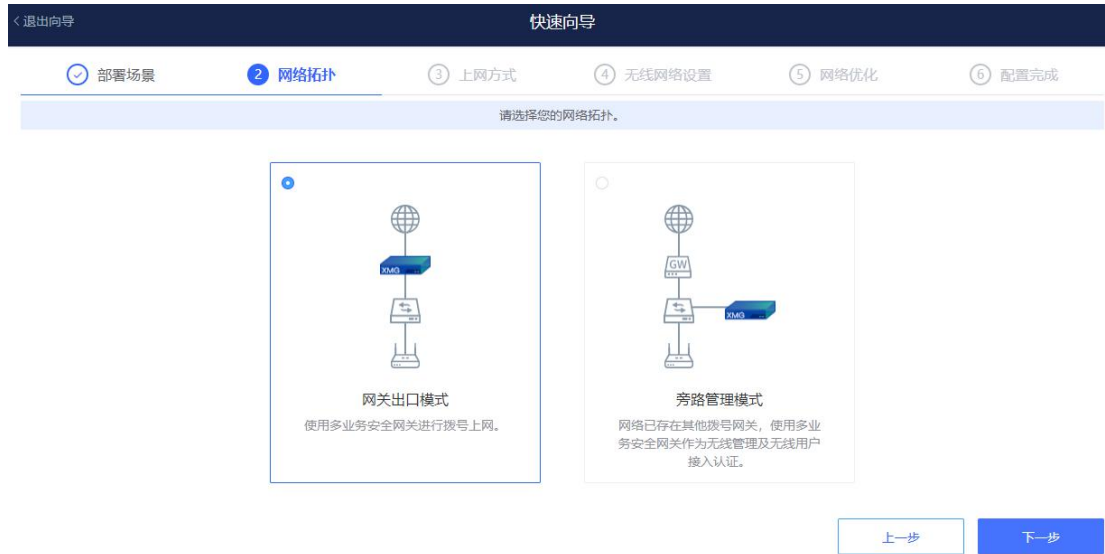 <退出向导
快速向导
部署场景
2 网络拓扑
3 上网方式
4 无线网络设置
5 网络优化
6 配置完成
请选择您的网络拓扑。
XMG
网关出口模式
使用多业务安全网关进行拨号上网。
GW
XMG
旁路管理模式
网络已存在其他拨号网关，使用多业
务安全网关作为无线管理及无线用户
接入认证。
上一步
下一步